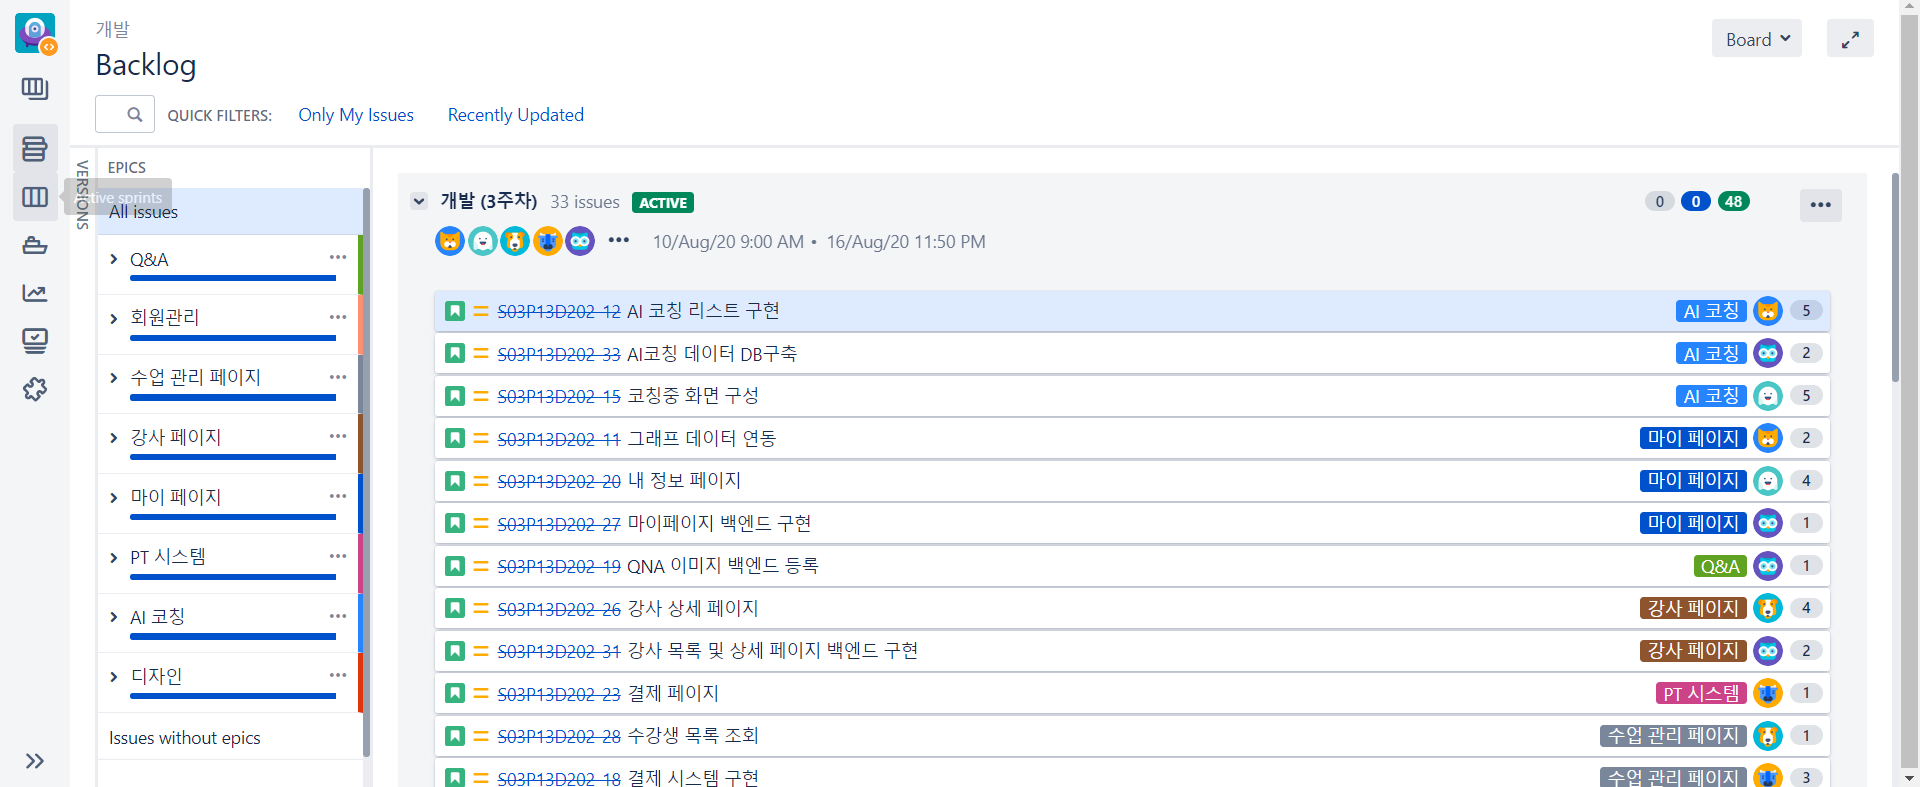 개발
Backlog
Board
QUICK FILTERS:
Only My Issues
Recently Updated
VERSIONS
EPICS
Active sprints
All issues
Q&A
회원관리
수업 관리 페이지
강사 페이지
마이 페이지
PT 시스템
AI 코칭
디자인
Issues without epics
개발 (3주차) 33 issues ACTIVE 0 0 48
10/Aug/20 9:00 AM • 16/Aug/20 11:50 PM
S03P13D202-12 AI 코칭 리스트 구현 AI 코칭 5
S03P13D202-33 AI코칭 데이터 DB구축 AI 코칭 2
S03P13D202-15 코칭중 화면 구성 AI 코칭 5
S03P13D202-11 그래프 데이터 연동 마이 페이지 2
S03P13D202-20 내 정보 페이지 마이 페이지 4
S03P13D202-27 마이페이지 백엔드 구현 마이 페이지 1
S03P13D202-19 QNA 이미지 백엔드 등록 Q&A 1
S03P13D202-26 강사 상세 페이지 강사 페이지 4
S03P13D202-31 강사 목록 및 상세 페이지 백엔드 구현 강사 페이지 2
S03P13D202-23 결제 페이지 PT 시스템 1
S03P13D202-28 수강생 목록 조회 수업 관리 페이지 1
S03P13D202-18 결제 시스템 구현 수업 관리 페이지 3